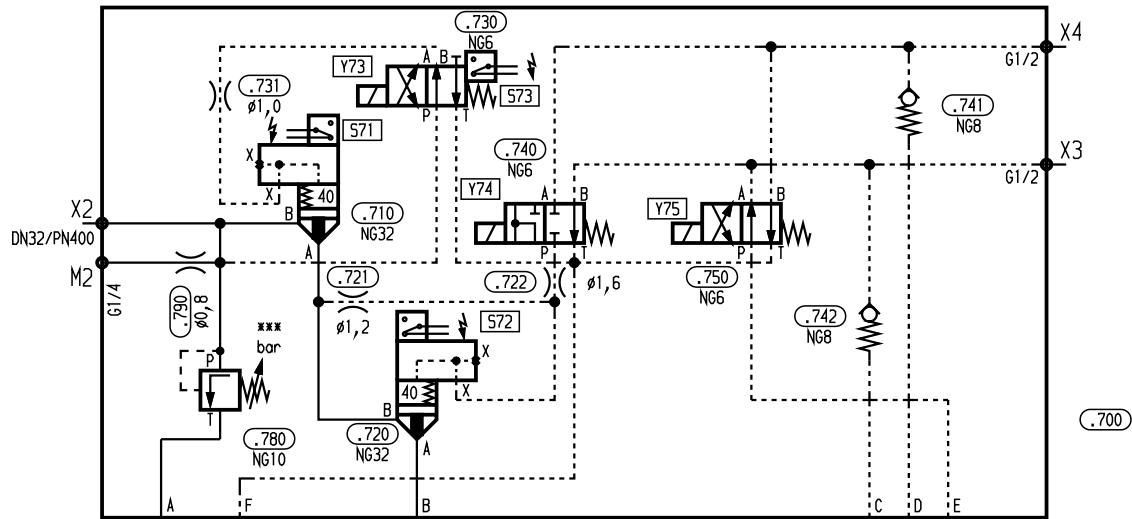 .730
NG6
X4
G1/2
A B
Y73
.731
ø1,0
S73
S71
P T
.741
NG8
X
.740
NG6
X3
G1/2
X
40
Y74
A B
Y75
A B
X2
B
.710
NG32
DN32/PN400
A
P T
P T
M2
G1/4
.721
.722
ø1,6
.750
NG6
.790
ø0,8
ø1,2
S72
.742
NG8
***
bar
X
P
40
X
T
B
.700
.780
NG10
.720
NG32
A
A
F
B
C
D
E